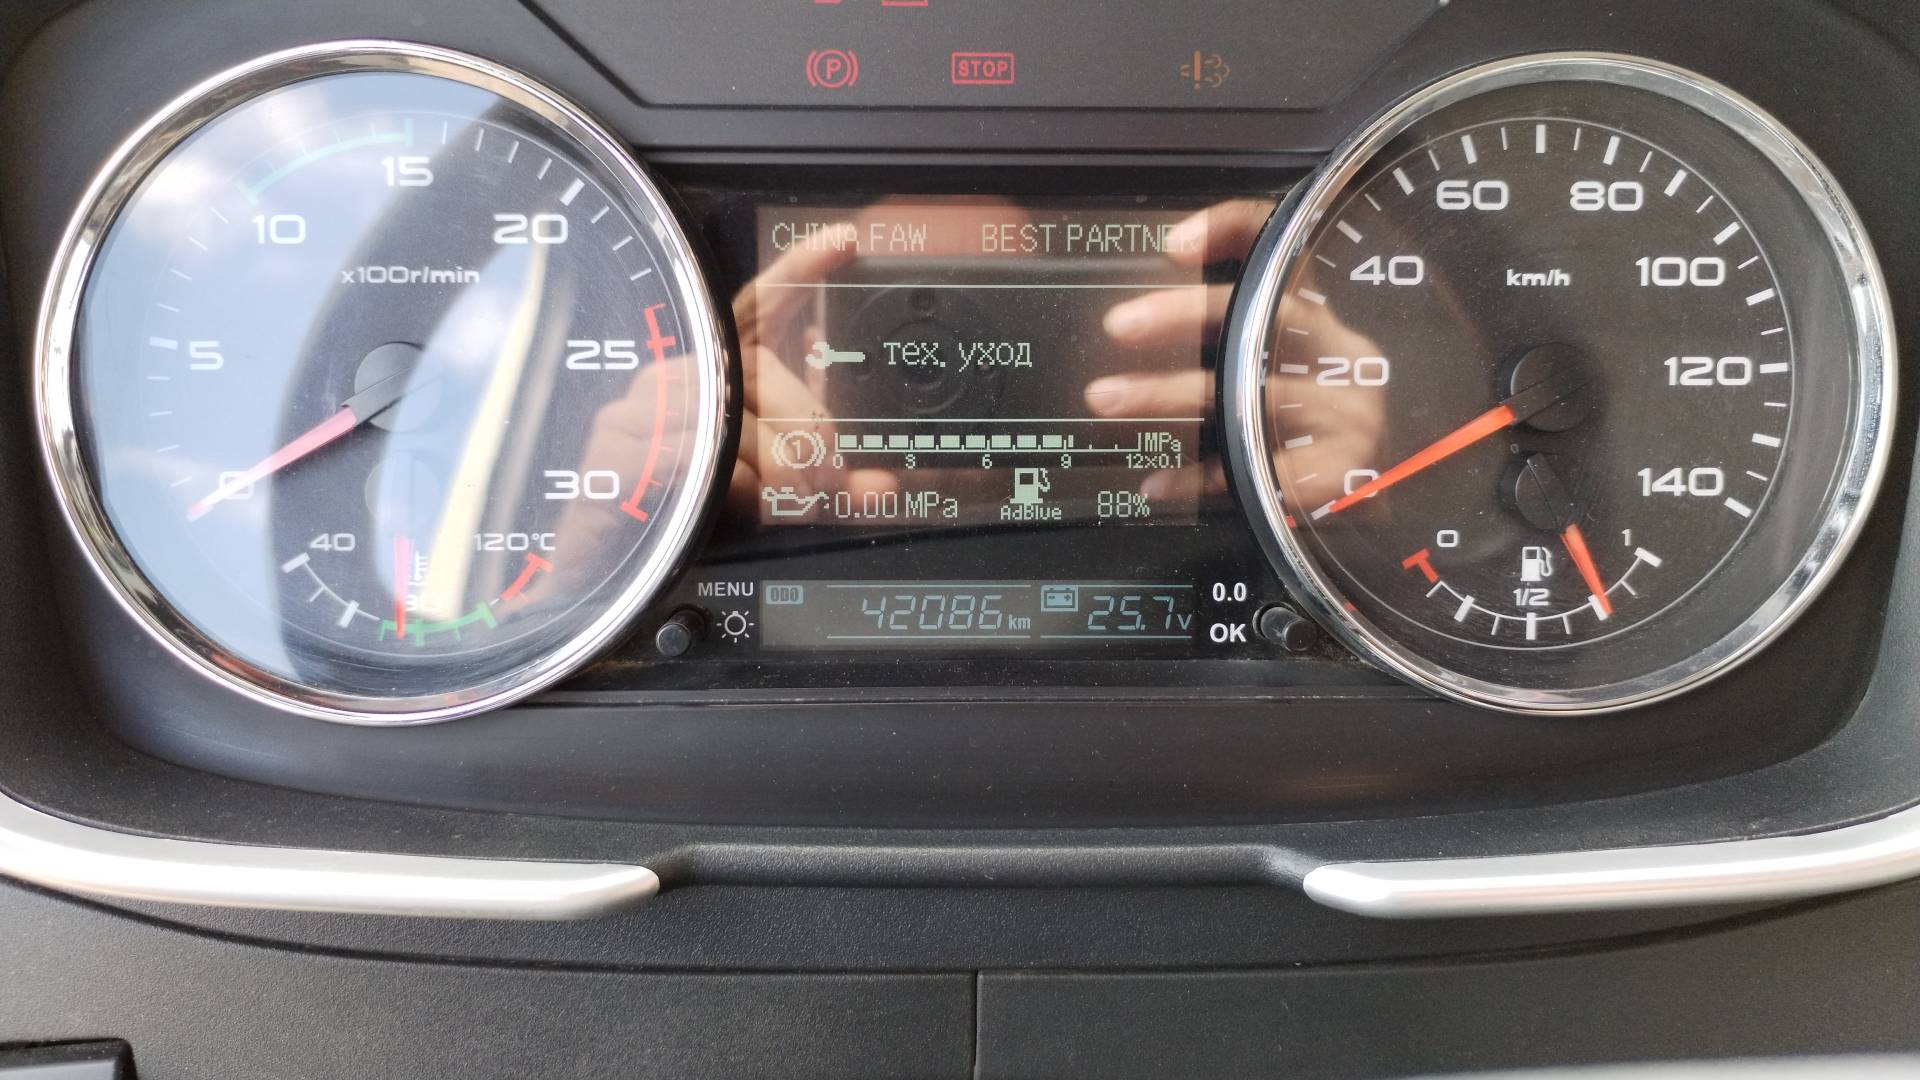 P STOP
15
10 20
x100r/min
5 25
0 30
40 120°C
80
CHINA FAW BEST PARTNER
тех. уход
1 MPa
0 3 6 9 12×0.1
0.00 MPa AdBlue 88%
MENU ODO 42086 km 25.7 V 0.0
OK
60 80
40 km/h 100
20 120
0 140
0 1/2 1